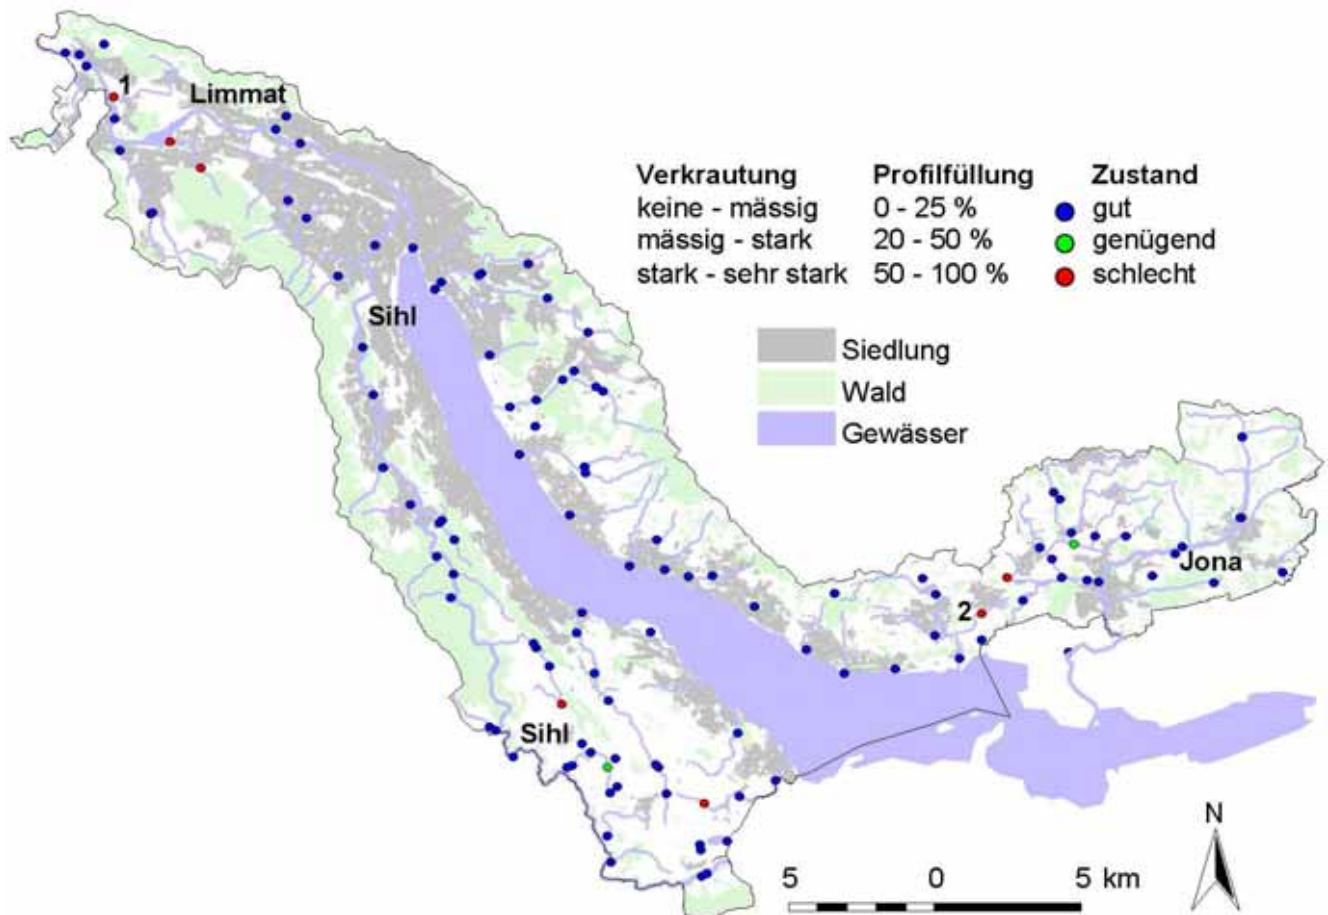 1
Limmat
Verkrautung Profilfüllung Zustand
keine - mässig 0 - 25 % gut
mässig - stark 20 - 50 % genügend
stark - sehr stark 50 - 100 % schlecht
Sihl
Siedlung
Wald
Gewässer
Jona
2
Sihl
N
5 0 5 km